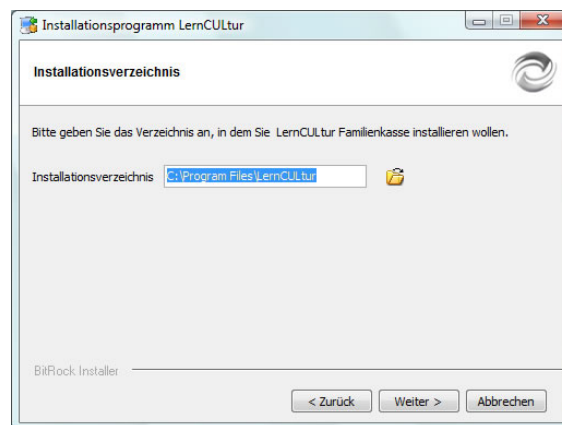 Installationsprogramm LernCULtur
Installationsverzeichnis
Bitte geben Sie das Verzeichnis an, in dem Sie LernCULtur Familienkasse installieren wollen.
Installationsverzeichnis C:\Program Files\LernCULtur
BitRock Installer
< Zurück Weiter > Abbrechen